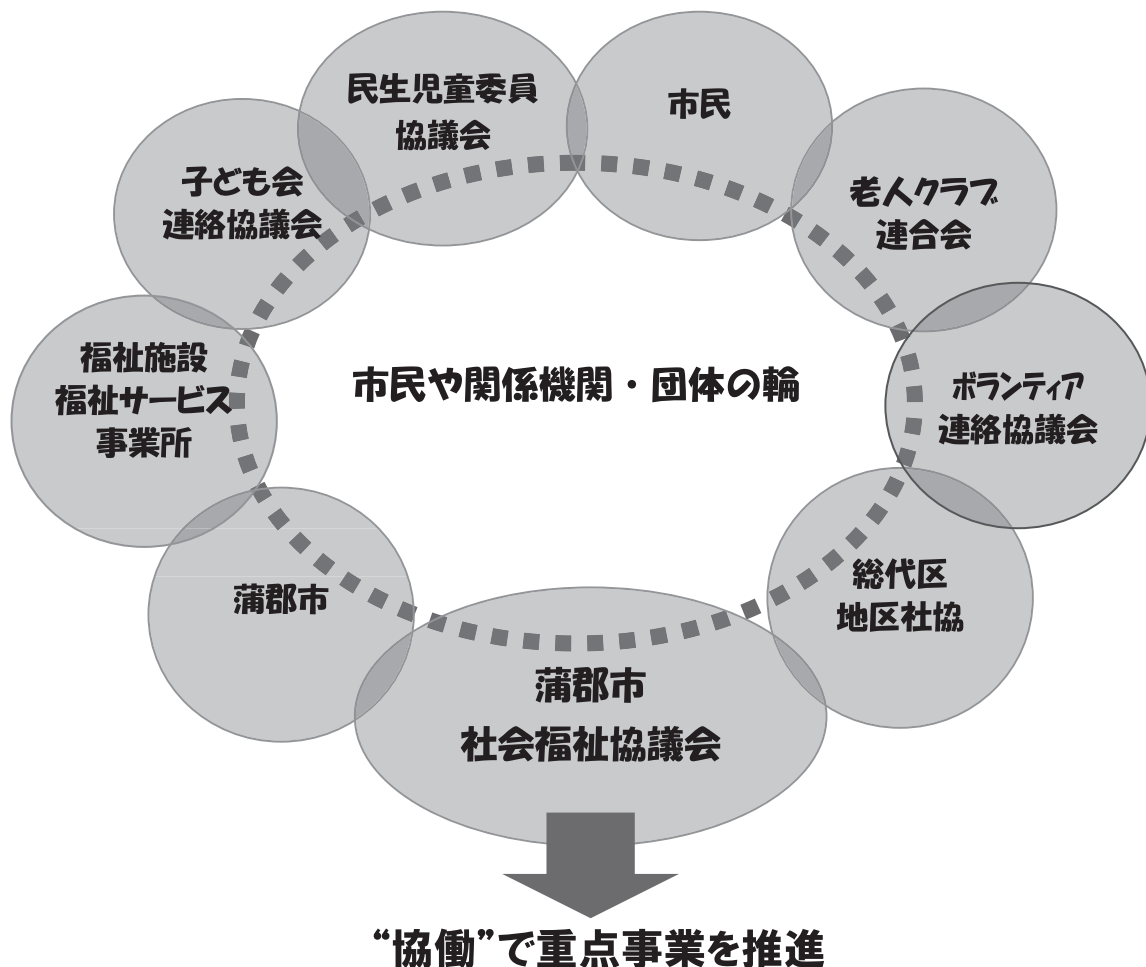 民生児童委員
協議会
市民
子ども会
連絡協議会
老人クラブ
連合会
福祉施設
福祉サービス
事業所
市民や関係機関・団体の輪
ボランティア
連絡協議会
蒲郡市
総代区
地区社協
蒲郡市
社会福祉協議会
“協働”で重点事業を推進